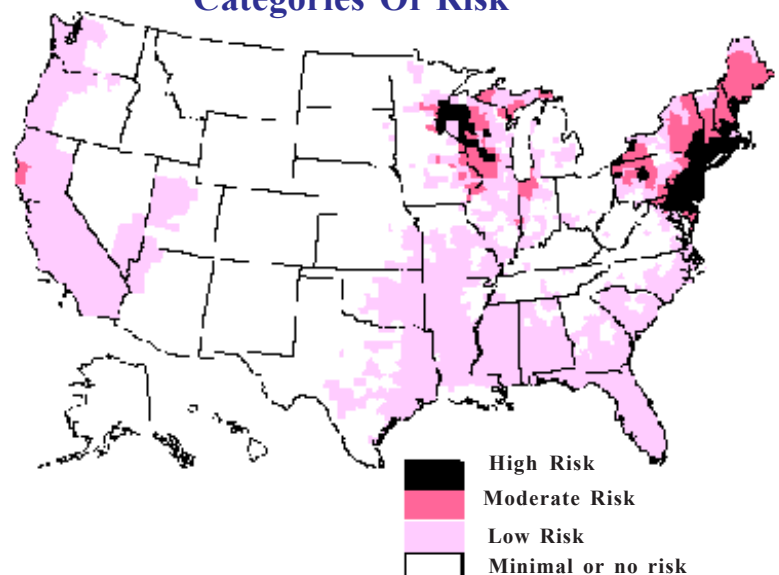 Categories Of Risk
High Risk
Moderate Risk
Low Risk
Minimal or no risk